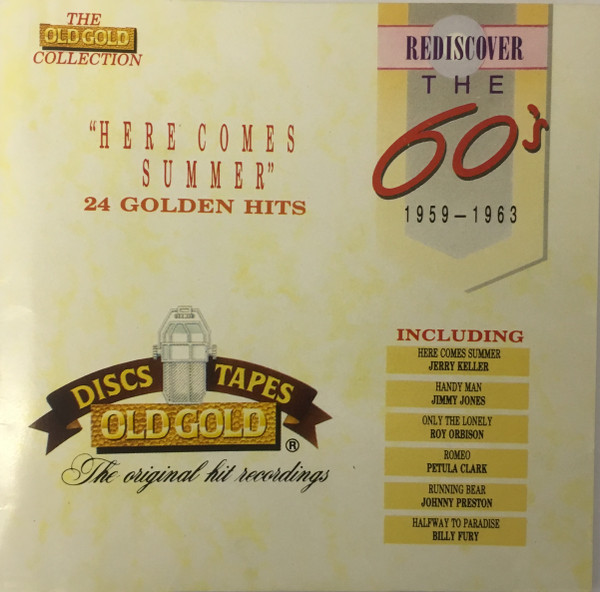 THE
OLD GOLD
COLLECTION
REDISCOVER
THE
60's
1959 – 1963
"HERE COMES
SUMMER"
24 GOLDEN HITS
DISCS TAPES
OLD GOLD ®
The original hit recordings
INCLUDING
HERE COMES SUMMER
JERRY KELLER
HANDY MAN
JIMMY JONES
ONLY THE LONELY
ROY ORBISON
ROMEO
PETULA CLARK
RUNNING BEAR
JOHNNY PRESTON
HALFWAY TO PARADISE
BILLY FURY